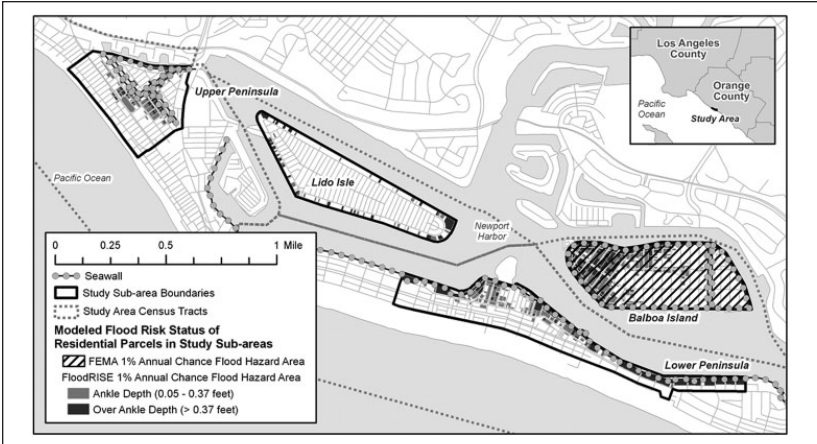 Los Angeles
County
Orange
County
Pacific
Ocean
Study Area
Upper Peninsula
Pacific Ocean
Lido Isle
Newport
Harbor
Balboa Island
Lower Peninsula
0 0.25 0.5 1 Mile
Seawall
Study Sub-area Boundaries
Study Area Census Tracts
Modeled Flood Risk Status of
Residential Parcels in Study Sub-areas
FEMA 1% Annual Chance Flood Hazard Area
FloodRISE 1% Annual Chance Flood Hazard Area
Ankle Depth (0.05 - 0.37 feet)
Over Ankle Depth (> 0.37 feet)